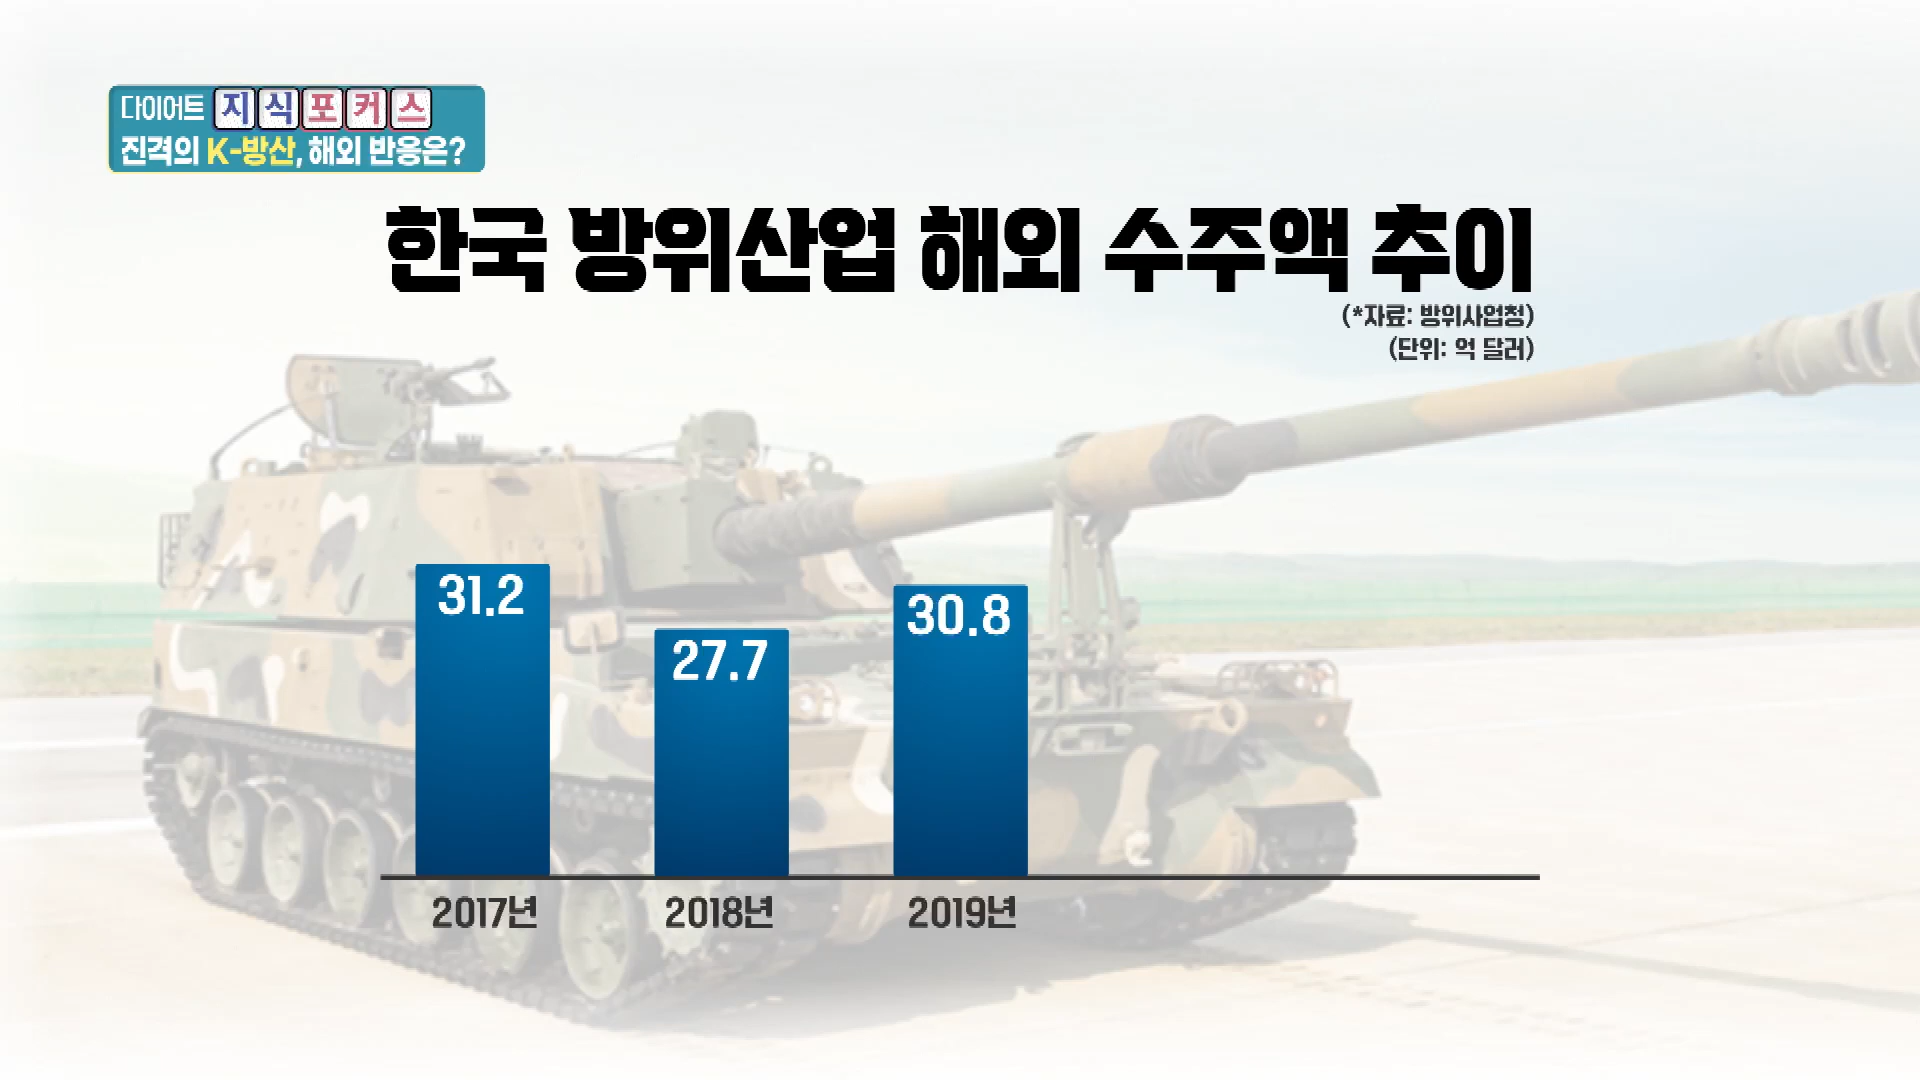 다이어트 지식포커스
진격의 K-방산, 해외 반응은?
한국 방위산업 해외 수주액 추이
(*자료: 방위사업청)
(단위: 억 달러)
31.2
27.7
30.8
2017년
2018년
2019년